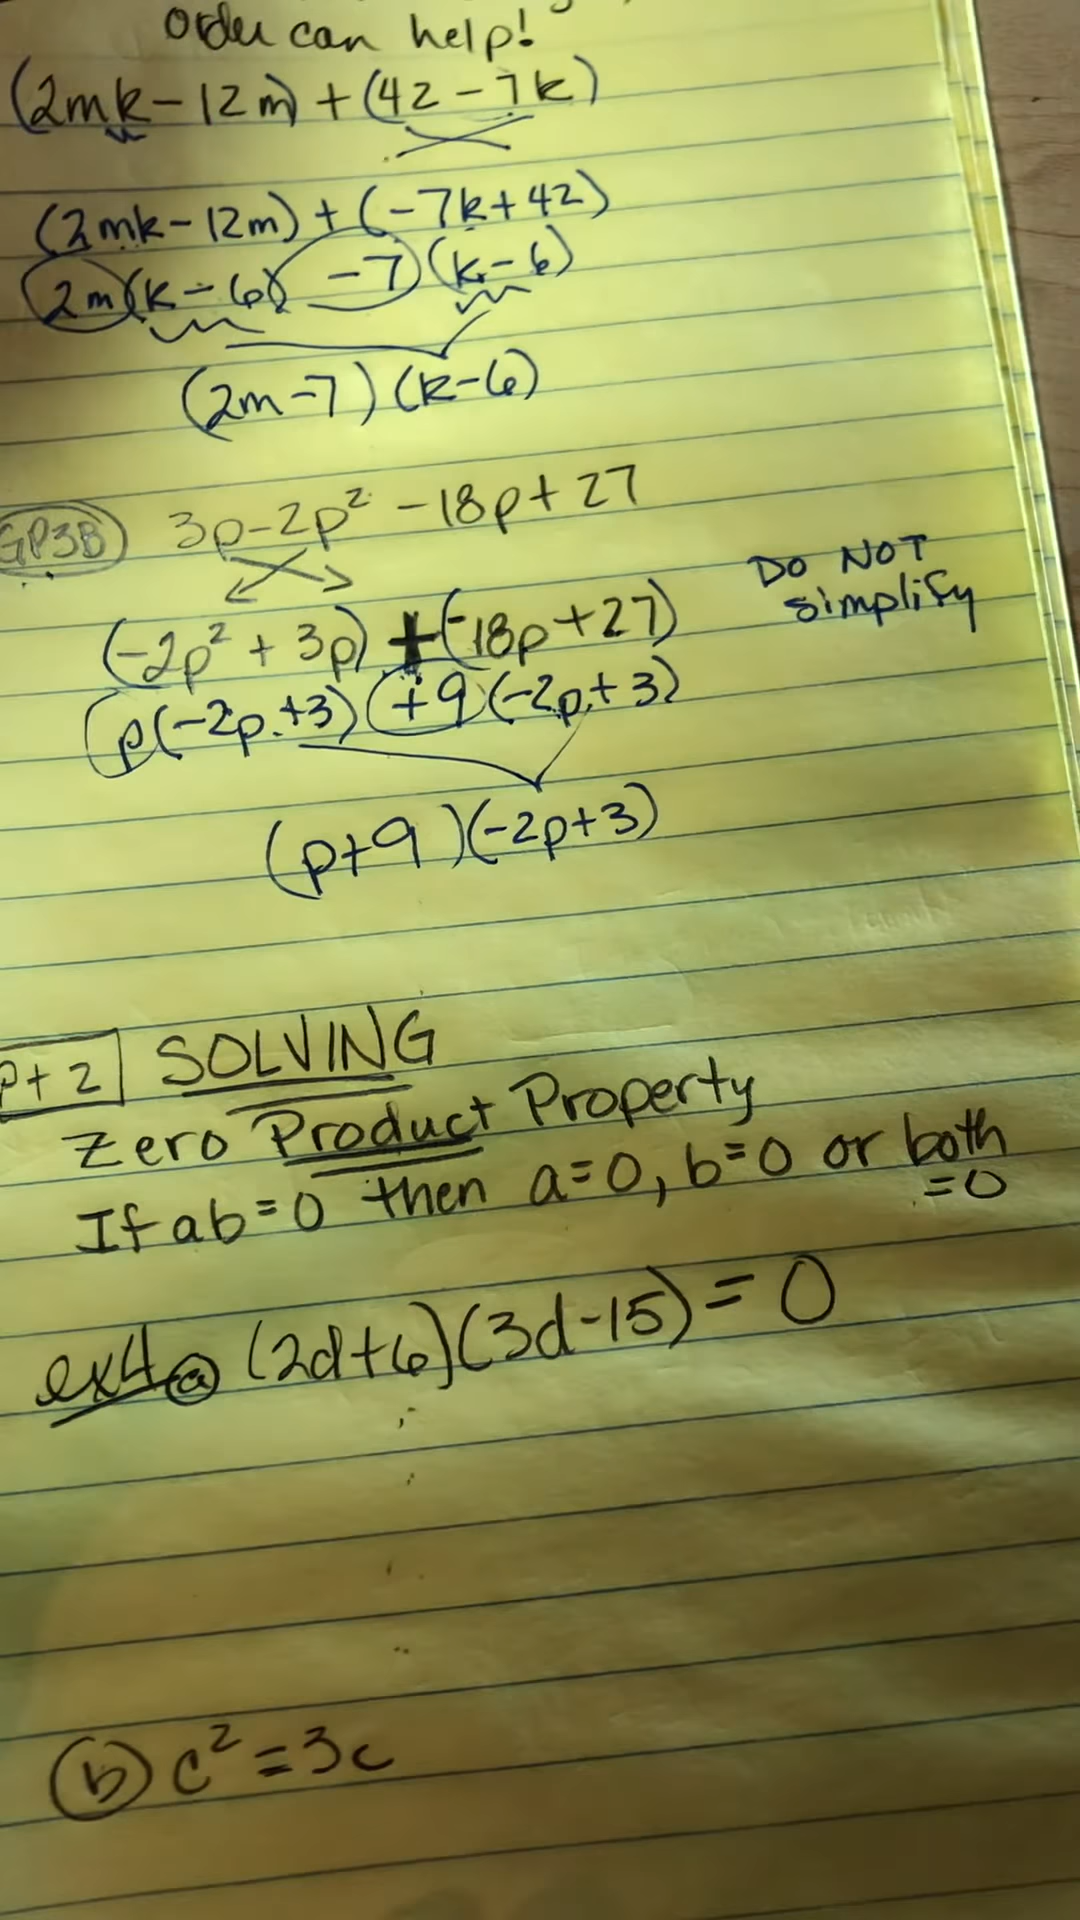 Order can help!
(2mk - 12m) + (42 - 7k)
(2mk - 12m) + (-7k + 42)
2m(k - 6) -7 (k - 6)
(2m - 7) (k - 6)
GP3B 3p - 2p² - 18p + 27
DO NOT
simplify
(-2p² + 3p) + (-18p + 27)
p(-2p + 3) + 9(-2p + 3)
(p + 9)(-2p + 3)
pt 2 SOLVING
Zero Product Property
If ab = 0 then a = 0, b = 0 or both
= 0
ex4 a (2d + 6)(3d - 15) = 0
b) c² = 3c